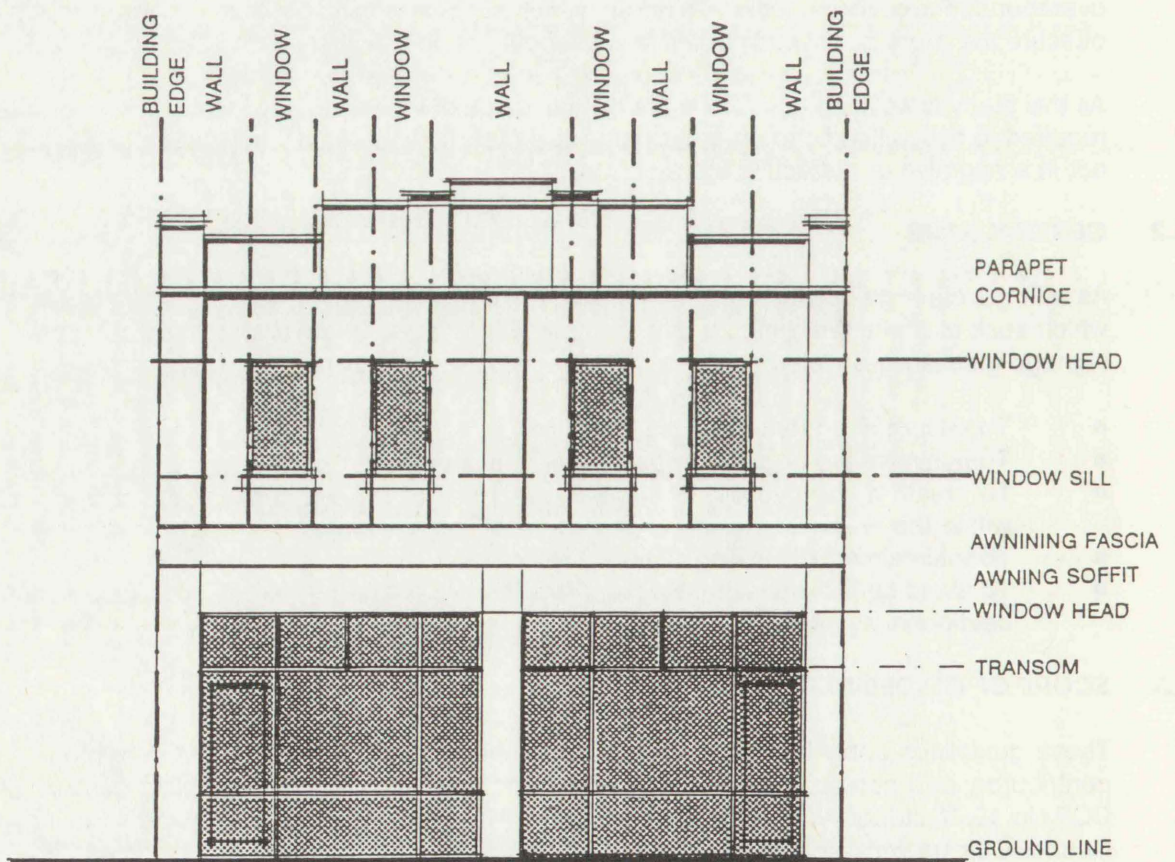 BUILDING
EDGE
WALL
WINDOW
WALL
WINDOW
WALL
WINDOW
WALL
WINDOW
WALL
BUILDING
EDGE
PARAPET
CORNICE
WINDOW HEAD
WINDOW SILL
AWNINING FASCIA
AWNING SOFFIT
WINDOW HEAD
TRANSOM
GROUND LINE